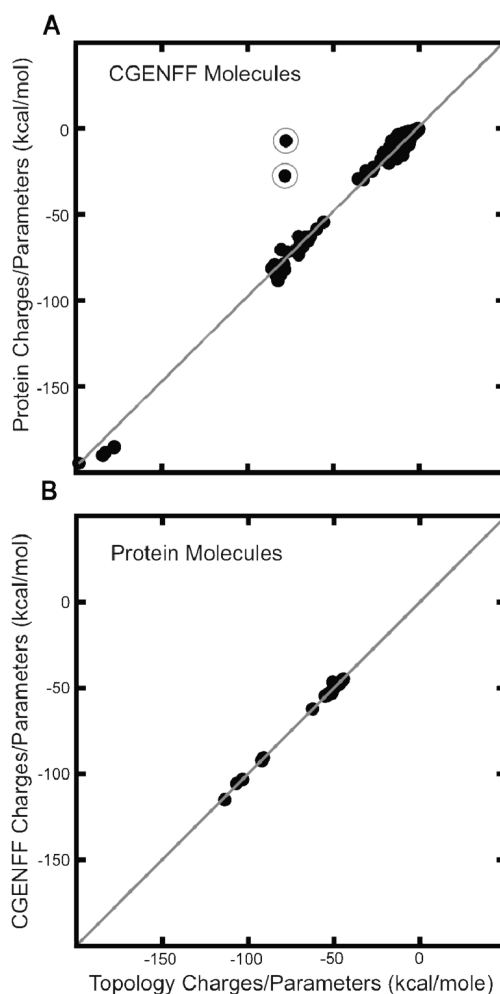 A
CGENFF Molecules
Protein Charges/Parameters (kcal/mol)
0
-50
-100
-150
B
Protein Molecules
CGENFF Charges/Parameters (kcal/mol)
0
-50
-100
-150
-150 -100 -50 0
Topology Charges/Parameters (kcal/mole)